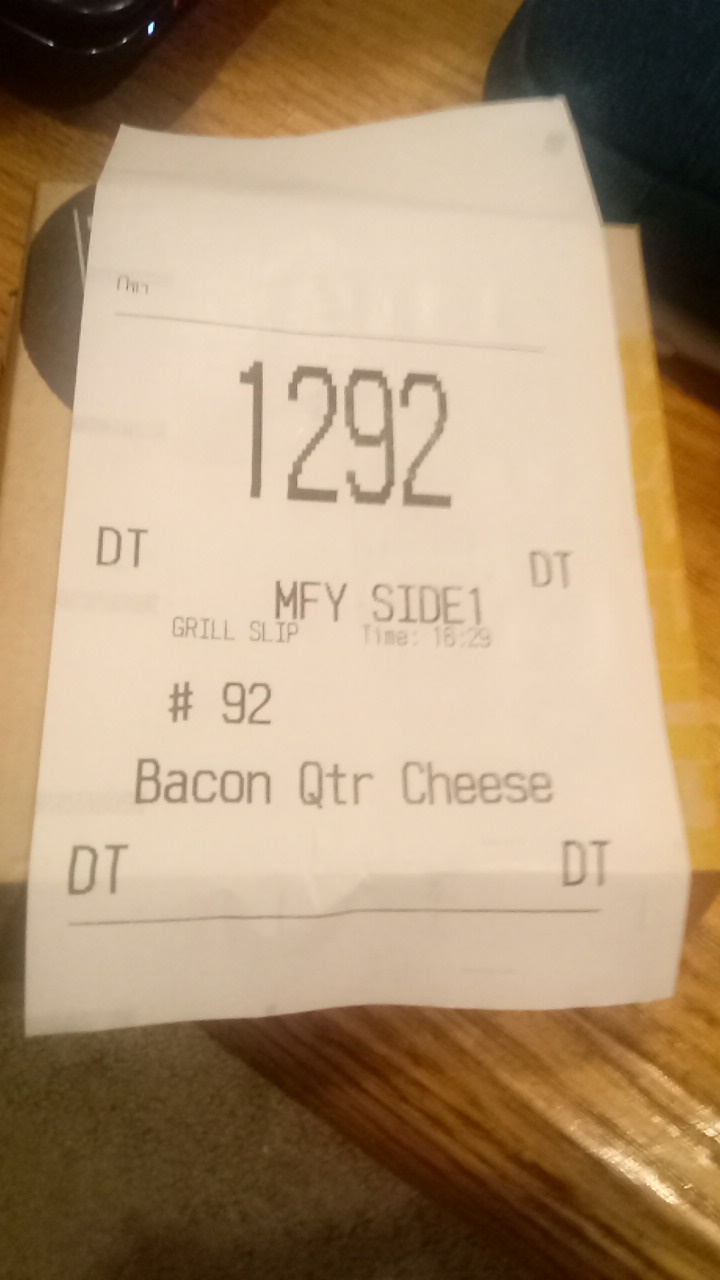 1292
DT DT
MFY SIDE1
GRILL SLIP Time: 16:29
# 92
Bacon Qtr Cheese
DT DT